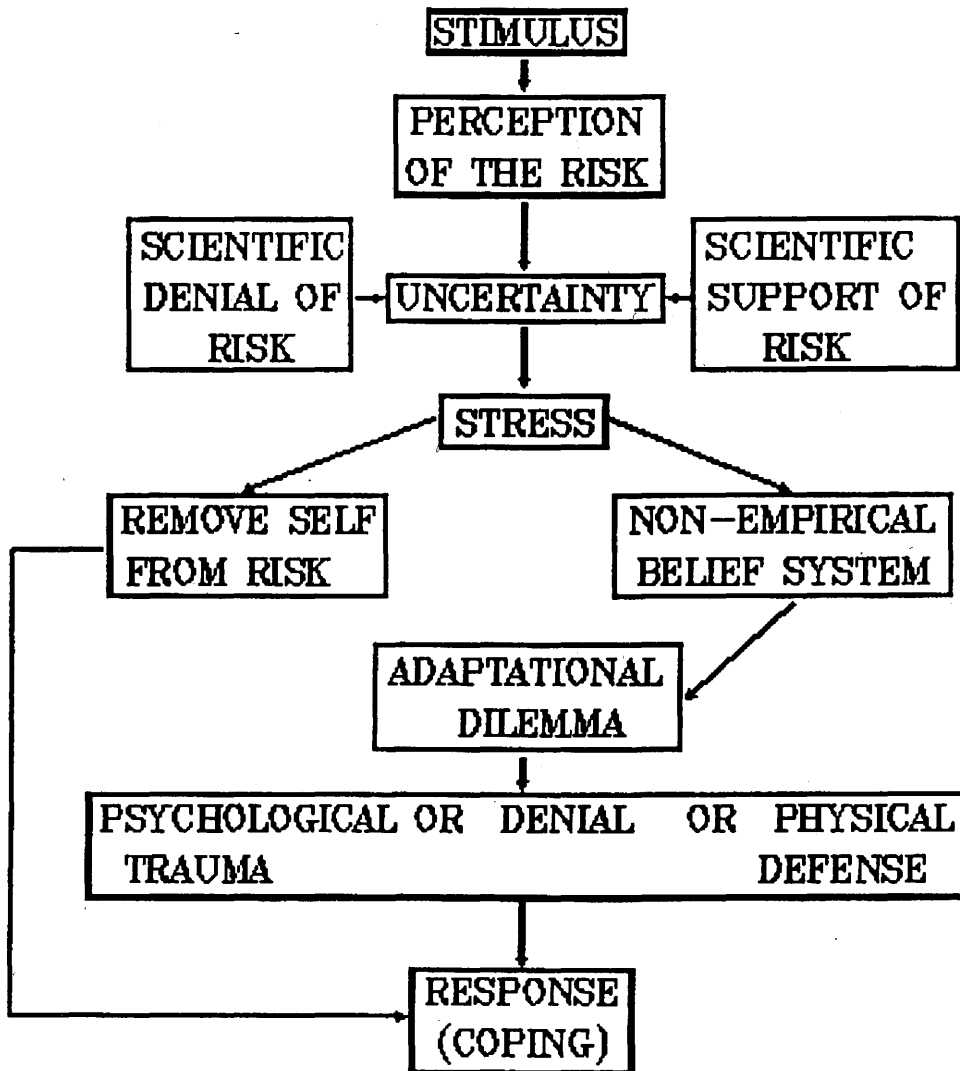 STIMULUS
PERCEPTION
OF THE RISK
SCIENTIFIC
DENIAL OF
RISK
UNCERTAINTY
SCIENTIFIC
SUPPORT OF
RISK
STRESS
REMOVE SELF
FROM RISK
NON-EMPIRICAL
BELIEF SYSTEM
ADAPTATIONAL
DILEMMA
PSYCHOLOGICAL OR DENIAL OR PHYSICAL
TRAUMA DEFENSE
RESPONSE
(COPING)